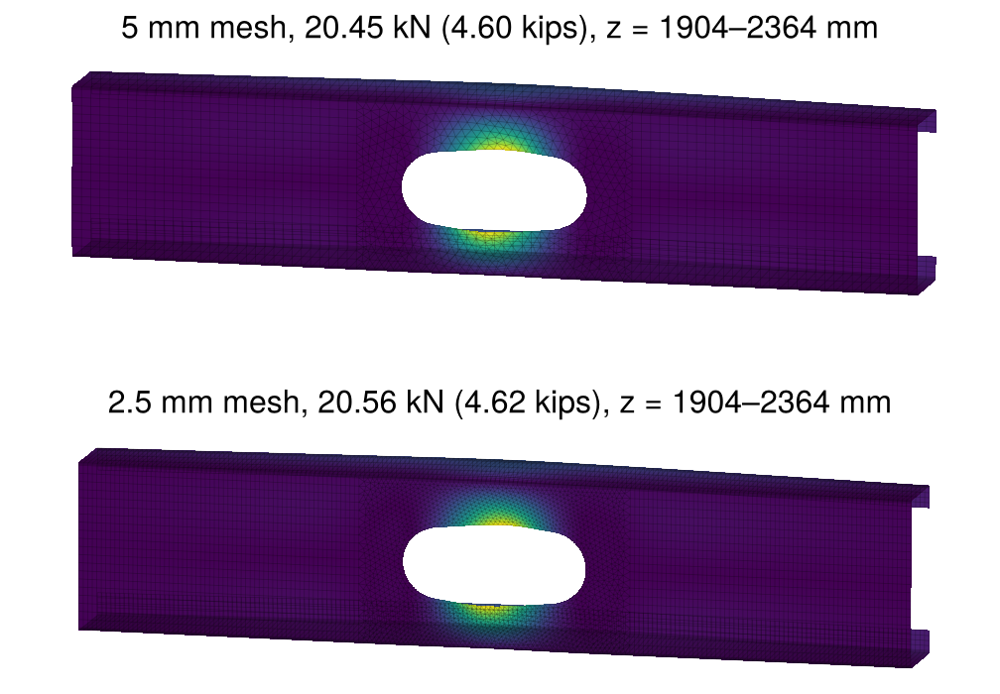 5 mm mesh, 20.45 kN (4.60 kips), z = 1904–2364 mm
2.5 mm mesh, 20.56 kN (4.62 kips), z = 1904–2364 mm